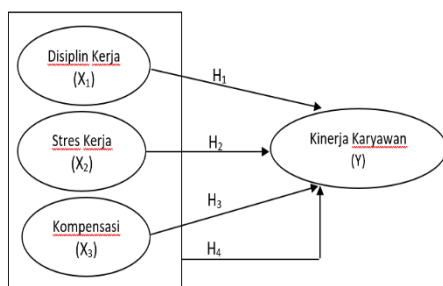 Disiplin Kerja
(X₁)
H₁
Stres Kerja
(X₂)
H₂
Kinerja Karyawan
(Y)
Kompensasi
(X₃)
H₃
H₄